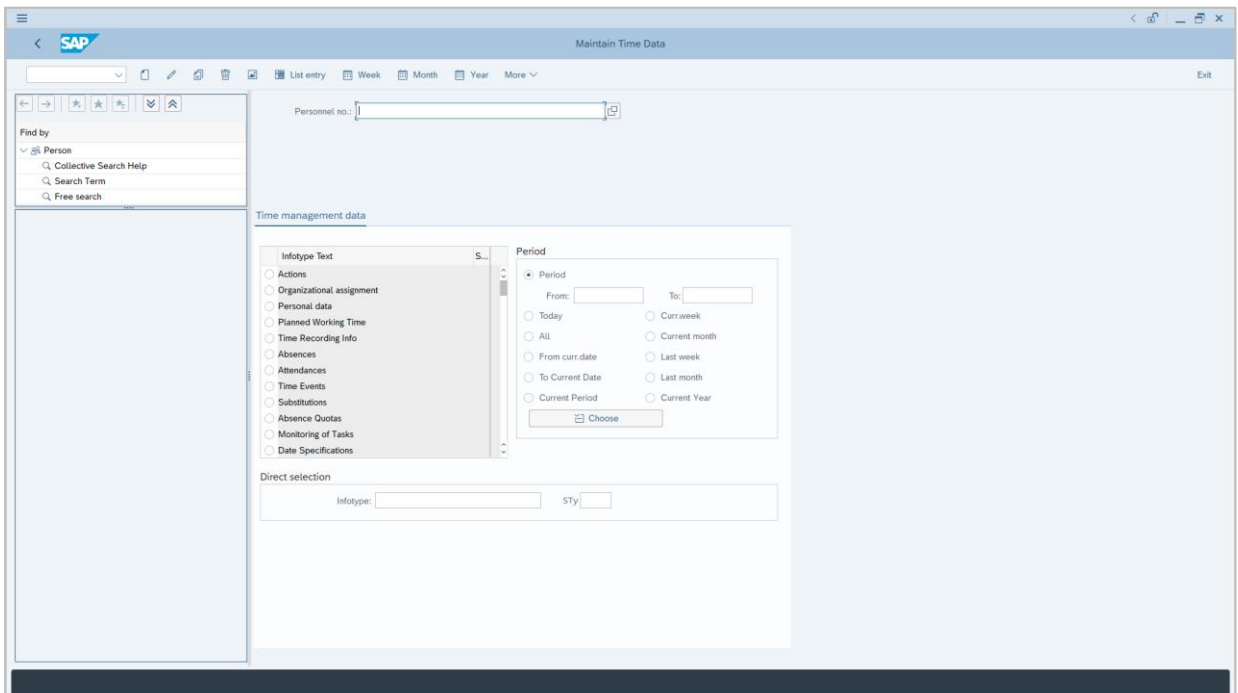 SAP
Maintain Time Data
List entry Week Month Year More Exit
Personnel no.:
Find by
Person
Collective Search Help
Search Term
Free search
Time management data
Infotype Text S...
Actions
Organizational assignment
Personal data
Planned Working Time
Time Recording Info
Absences
Attendances
Time Events
Substitutions
Absence Quotas
Monitoring of Tasks
Date Specifications
Period
Period
From: To:
Today Curr.week
All Current month
From curr.date Last week
To Current Date Last month
Current Period Current Year
Choose
Direct selection
Infotype: STy